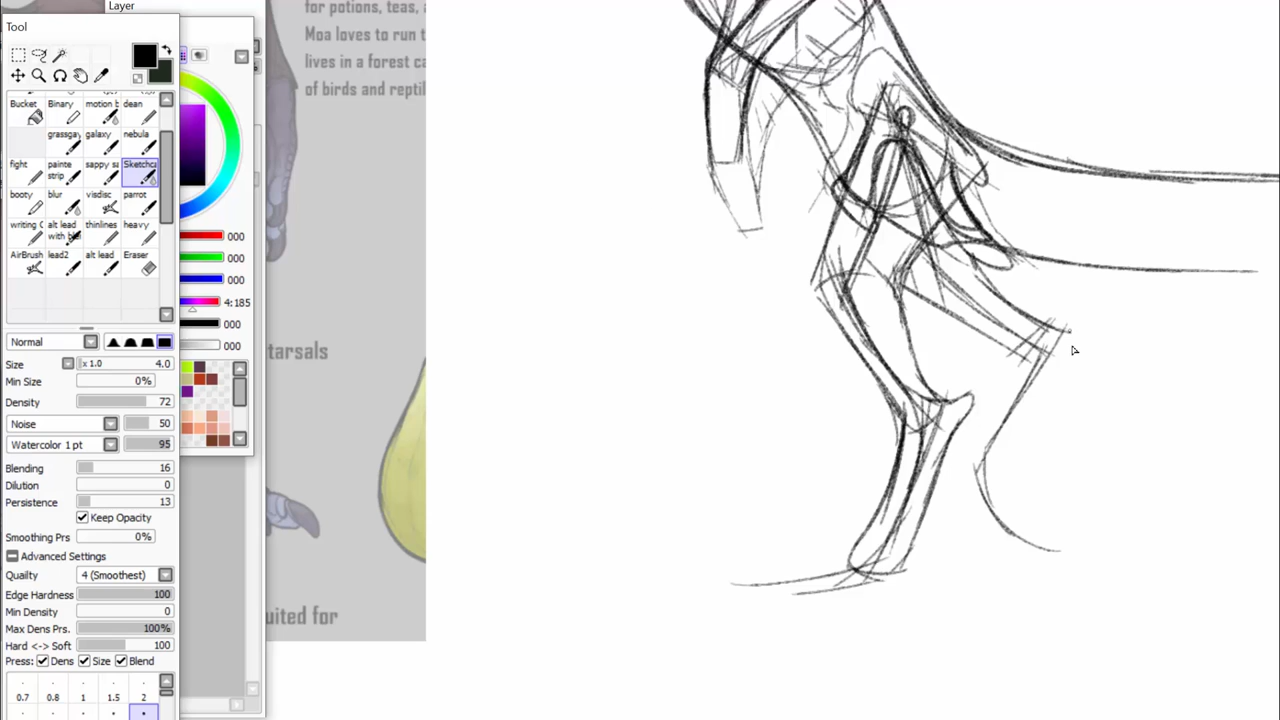 Layer
Tool
for potions, teas,
Moa loves to run t
lives in a forest ca
of birds and reptil
Bucket Binary motion b dean
grassgay galaxy nebula
fight painte strip sappy sa Sketchca
booty blur visdisc parrot
writing alt lead with bl thinlines heavy
AirBrush lead2 alt lead Eraser
000
000
000
4:185
000
000
Normal
Size x 1.0 4.0
Min Size 0%
Density 72
Noise 50
Watercolor 1 pt 95
Blending 16
Dilution 0
Persistence 13
Keep Opacity
Smoothing Prs 0%
Advanced Settings
Quailty 4 (Smoothest)
Edge Hardness 100
Min Density 0
Max Dens Prs. 100%
Hard <-> Soft 100
Press: Dens Size Blend
0.7 0.8 1 1.5 2
tarsals
uited for